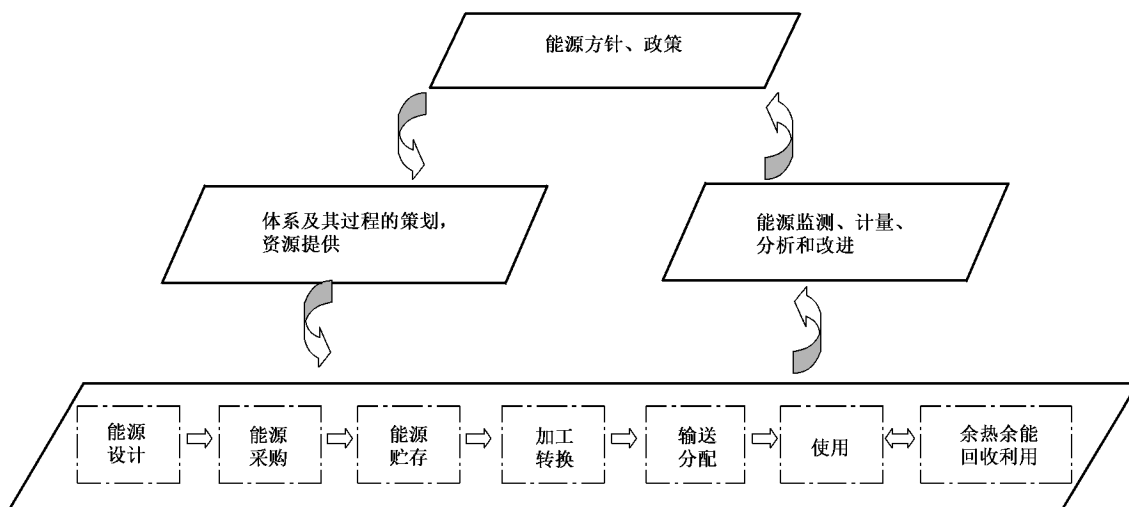 能源方针、政策
体系及其过程的策划，
资源提供
能源监测、计量、
分析和改进
能源
设计
能源
采购
能源
贮存
加工
转换
输送
分配
使用
余热余能
回收利用